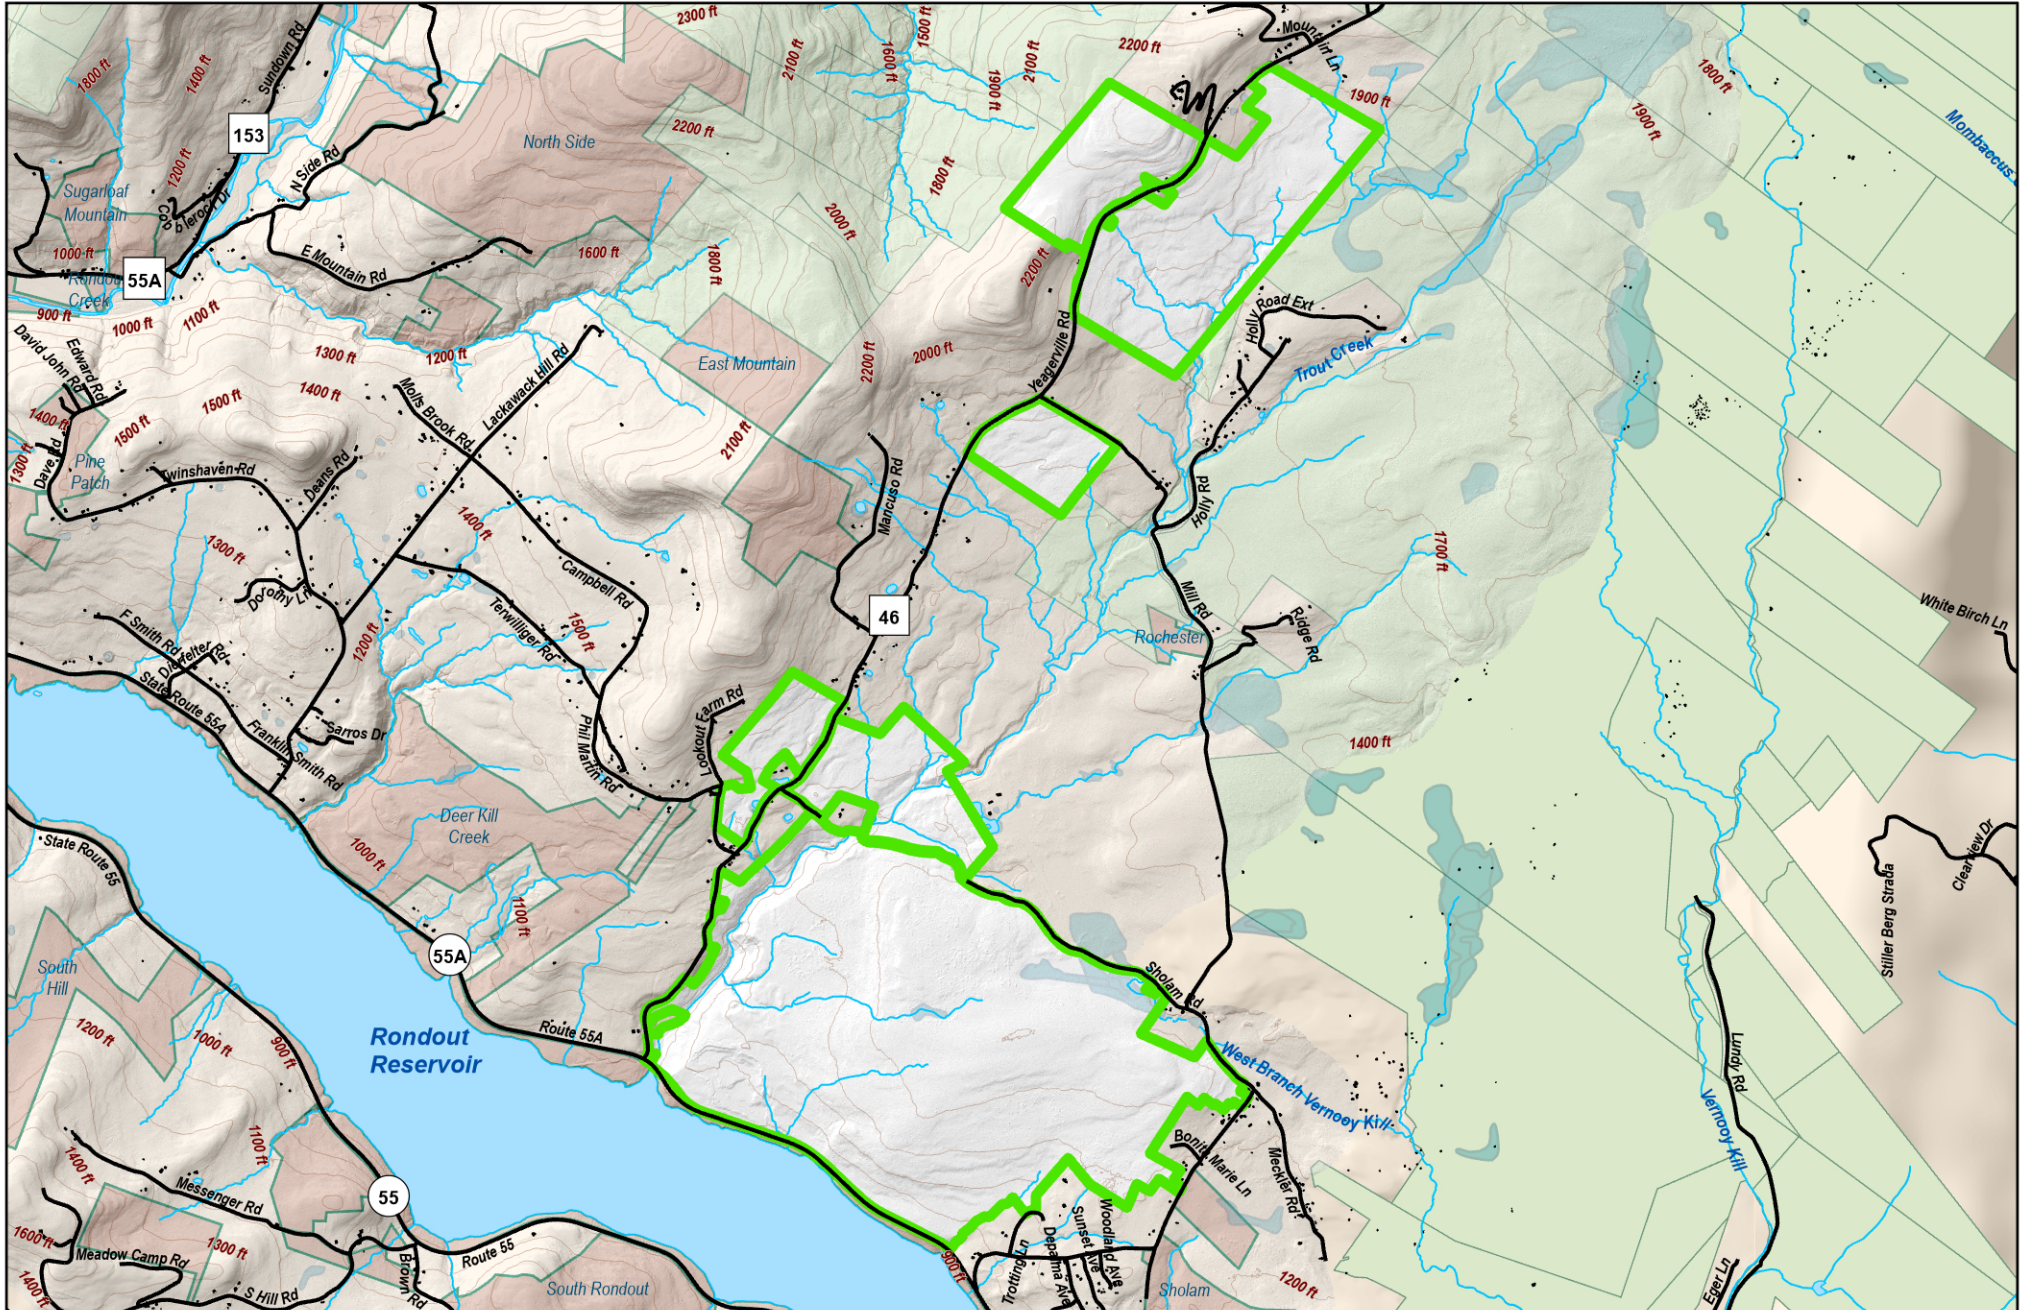 2300 ft
1500 ft
2200 ft
Mountain Ln
1800 ft
1400 ft
Sundown Rd
2100 ft
1600 ft
1900 ft
2100 ft
1900 ft
1800 ft
1900 ft
Mombaccus
153
North Side
2200 ft
1200 ft
N Side Rd
1800 ft
Sugarloaf
Mountain
2000 ft
1000 ft
E Mountain Rd
1600 ft
1800 ft
2200 ft
55A
Rondout
Creek
900 ft
1000 ft
1100 ft
Holly Road Ext
David John Rd
Edward Rd
1300 ft
1200 ft
Lackawack Hill Rd
East Mountain
2200 ft
2000 ft
Yeagerville Rd
Trout Creek
1400 ft
1500 ft
1500 ft
1400 ft
Molls Brook Rd
2100 ft
1300 ft
Dave Rd
Pine
Patch
Twinshaven Rd
Deans Rd
Mancuso Rd
Holly Rd
1400 ft
1300 ft
1700 ft
Dorothy Ln
Campbell Rd
Mill Rd
White Birch Ln
F Smith Rd
Terwilliger Rd
1500 ft
46
Rochester
Ridge Rd
1200 ft
State Route 55A
Franklin Smith Rd
Sarros Dr
Phil Martin Rd
Lookout Farm Rd
1400 ft
Deer Kill
Creek
1000 ft
State Route 55
Stiller Berg Strada
Clearview Dr
1100 ft
55A
South
Hill
Sholam Rd
1200 ft
1000 ft
900 ft
Rondout
Reservoir
Route 55A
West Branch Vernooy Kill
Lundy Rd
Vernooy Kill
1100 ft
1400 ft
Messenger Rd
55
Bonita Marie Ln
Meckler Rd
1600 ft
Meadow Camp Rd
1300 ft
Brown Rd
Route 55
900 ft
Trotting Ln
Depalma Ave
Sunset Ave
Woodland Ave
1400 ft
S Hill Rd
South Rondout
Sholam
1200 ft
Eger Ln